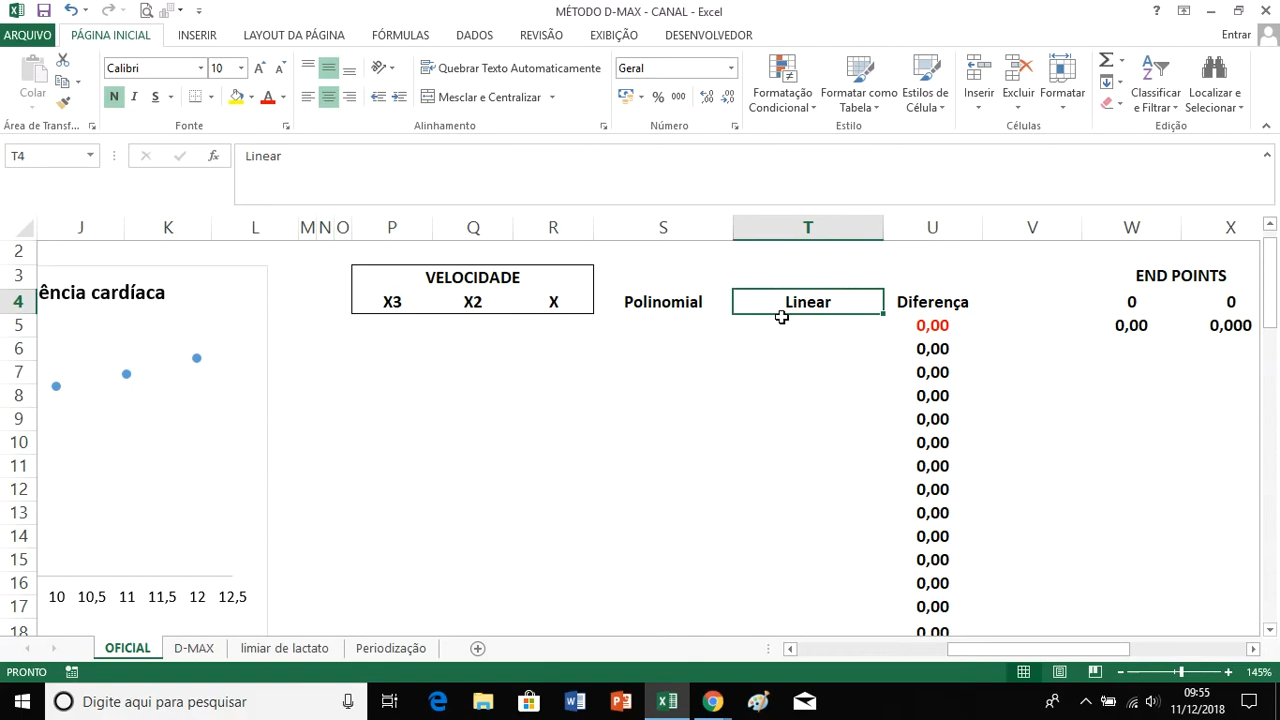 MÉTODO D-MAX - CANAL - Excel
ARQUIVO PÁGINA INICIAL INSERIR LAYOUT DA PÁGINA FÓRMULAS DADOS REVISÃO EXIBIÇÃO DESENVOLVEDOR Entrar
Colar Calibri 10 Quebrar Texto Automaticamente Geral
N I S A Mesclar e Centralizar % 000
Formatação Condicional Formatar como Tabela Estilos de Célula Inserir Excluir Formatar Classificar e Filtrar Localizar e Selecionar
Área de Transf... Fonte Alinhamento Número Estilo Células Edição
T4 fx Linear
J K L M N O P Q R S T U V W X
2
3 VELOCIDADE END POINTS
ência cardíaca
4 X3 X2 X Polinomial Linear Diferença 0 0
5 0,00 0,00 0,000
6 0,00
7 0,00
8 0,00
9 0,00
10 0,00
11 0,00
12 0,00
13 0,00
14 0,00
15 0,00
16 0,00
17 10 10,5 11 11,5 12 12,5 0,00
18 0,00
OFICIAL D-MAX limiar de lactato Periodização
PRONTO 145%
Digite aqui para pesquisar 09:55
11/12/2018